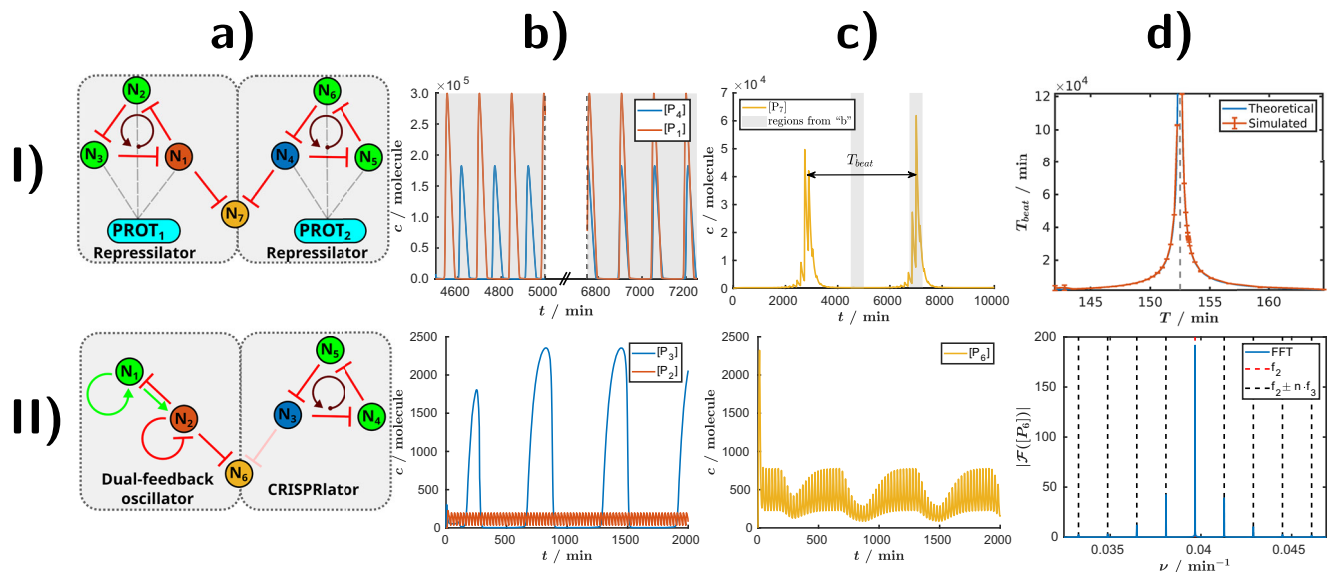 a)
b)
c)
d)
I)
N₂
N₃
N₁
PROT₁
Repressilator
N₆
N₄
N₅
N₇
PROT₂
Repressilator
×10⁵
3.0
2.5
2.0
1.5
1.0
0.5
0.0
c / molecule
[P₄]
[P₁]
4600 4800 5000 6800 7000 7200
t / min
×10⁴
7
6
5
4
3
2
1
0
c / molecule
[P₇]
regions from “b”
T_beat
0 2000 4000 6000 8000 10000
t / min
×10⁴
12
10
8
6
4
2
T_beat / min
Theoretical
Simulated
145 150 155 160
T / min
II)
N₁
N₂
Dual-feedback
oscillator
N₆
N₅
N₃
N₄
CRISPRlator
2500
2000
1500
1000
500
0
c / molecule
[P₃]
[P₂]
0 500 1000 1500 2000
t / min
2500
2000
1500
1000
500
0
c / molecule
[P₆]
0 500 1000 1500 2000
t / min
200
150
100
50
0
|ℱ([P₆])|
FFT
f₂
f₂ ± n·f₃
0.035 0.04 0.045
ν / min⁻¹